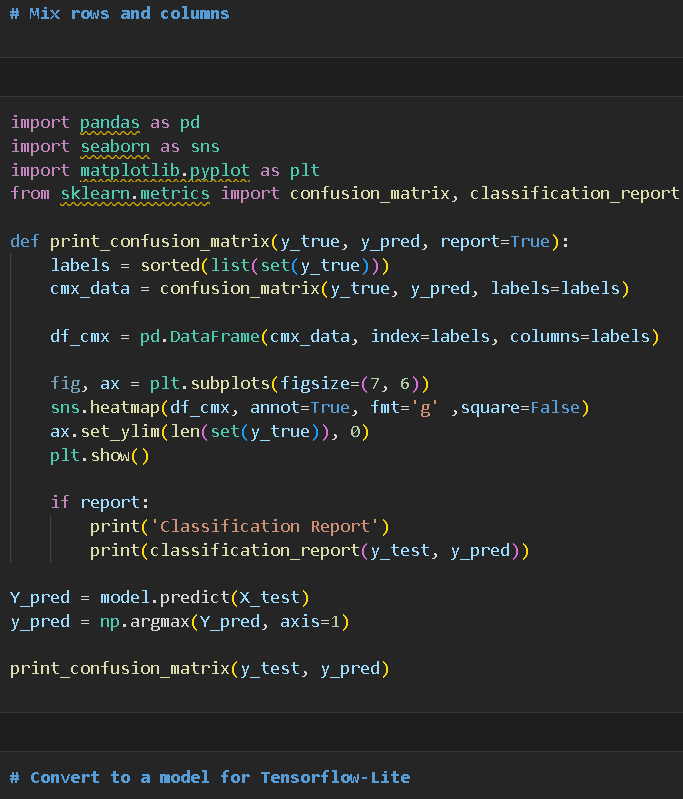 # Mix rows and columns
import pandas as pd
import seaborn as sns
import matplotlib.pyplot as plt
from sklearn.metrics import confusion_matrix, classification_report
def print_confusion_matrix(y_true, y_pred, report=True):
    labels = sorted(list(set(y_true)))
    cmx_data = confusion_matrix(y_true, y_pred, labels=labels)
    df_cmx = pd.DataFrame(cmx_data, index=labels, columns=labels)
    fig, ax = plt.subplots(figsize=(7, 6))
    sns.heatmap(df_cmx, annot=True, fmt='g' ,square=False)
    ax.set_ylim(len(set(y_true)), 0)
    plt.show()
    if report:
        print('Classification Report')
        print(classification_report(y_test, y_pred))
Y_pred = model.predict(X_test)
y_pred = np.argmax(Y_pred, axis=1)
print_confusion_matrix(y_test, y_pred)
# Convert to a model for Tensorflow-Lite